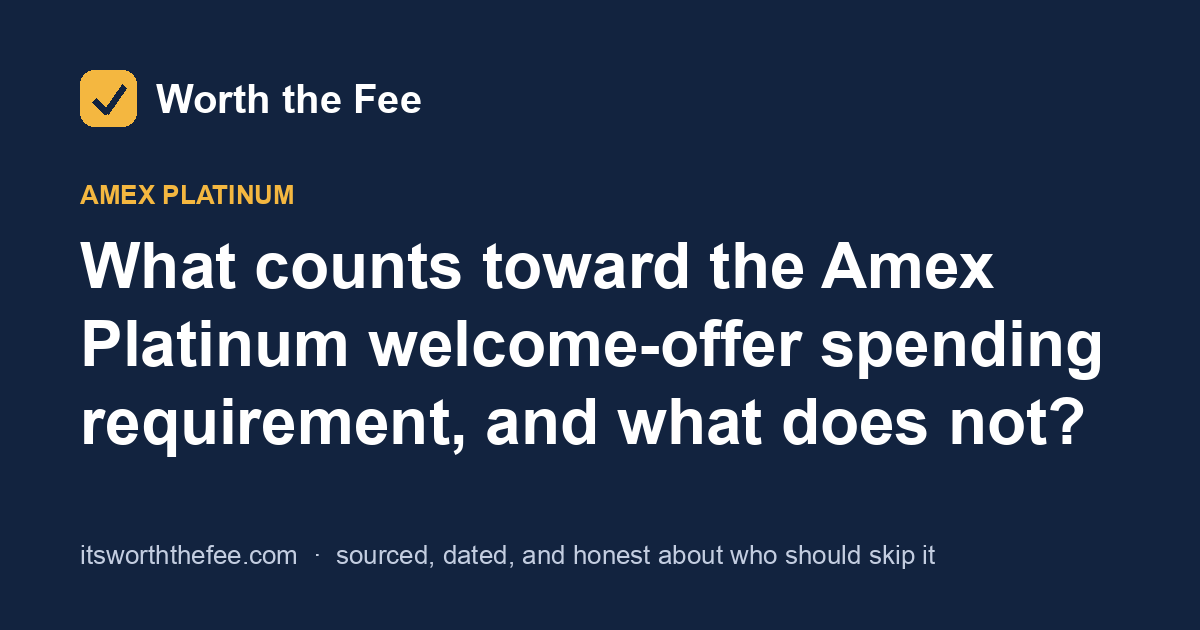 Worth the Fee
AMEX PLATINUM
What counts toward the Amex
Platinum welcome-offer spending
requirement, and what does not?
itsworththefee.com · sourced, dated, and honest about who should skip it